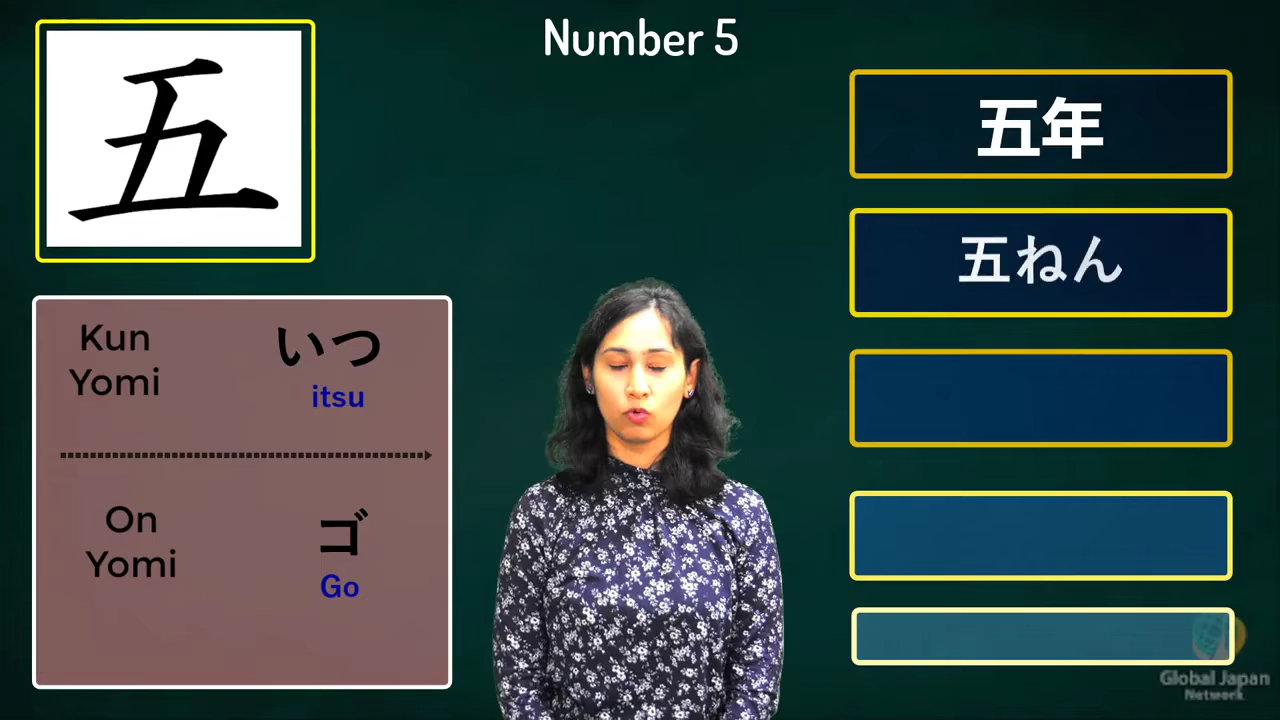 Number 5
五
Kun
Yomi
いつ
itsu
On
Yomi
ゴ
Go
五年
五ねん
Global Japan
Network